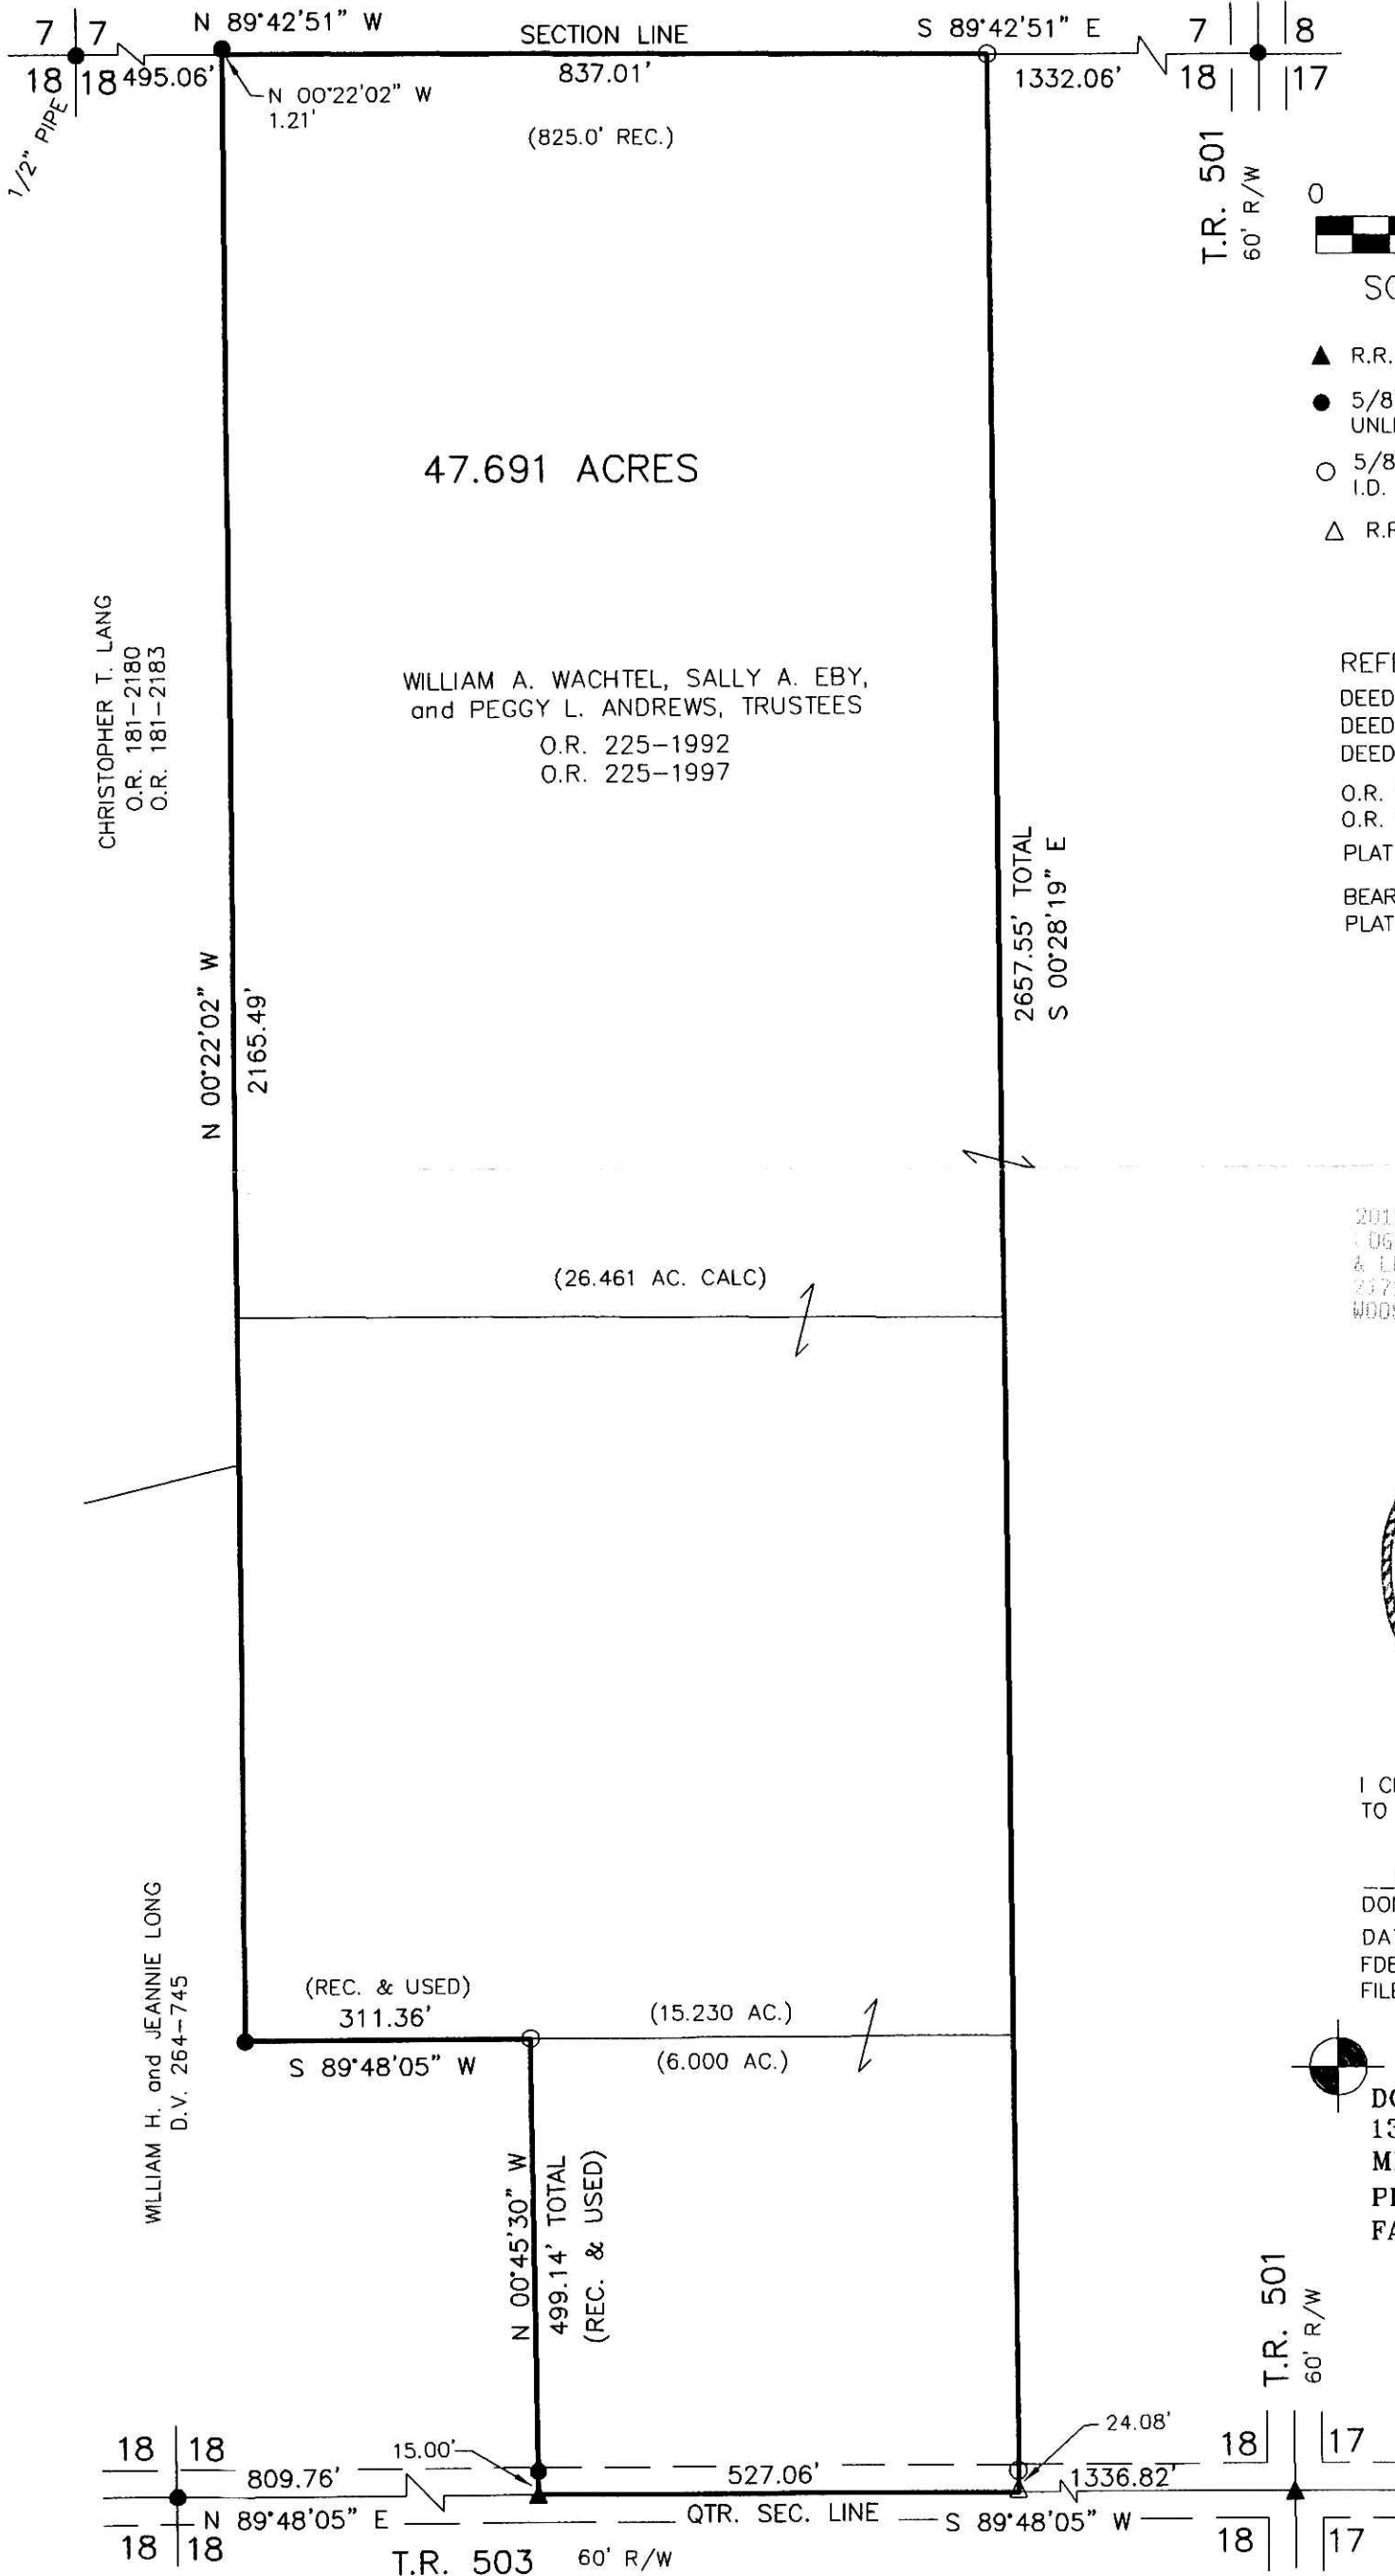 N 89°42'51" W
SECTION LINE
S 89°42'51" E
7 7
18 18
495.06'
837.01'
1332.06'
7 8
18 17
1/2" PIPE
N 00°22'02" W
1.21'
(825.0' REC.)
T.R. 501
60' R/W
0
R.R.
5/8
I.D.
47.691 ACRES
CHRISTOPHER T. LANG
O.R. 181-2180
O.R. 181-2183
WILLIAM A. WACHTEL, SALLY A. EBY,
and PEGGY L. ANDREWS, TRUSTEES
O.R. 225-1992
O.R. 225-1997
5/8
DEED
DEED
DEED
O.R.
O.R.
PLAT
BEAR
PLAT
2657.55' TOTAL
S 00°28'19" E
N 00°22'02" W
2165.49'
(26.461 AC. CALC)
201
& L
I C
TO
WILLIAM H. and JEANNIE LONG
D.V. 264-745
(REC. & USED)
311.36'
S 89°48'05" W
(15.230 AC.)
(6.000 AC.)
FILE
13
N 00°45'30" W
499.14' TOTAL
(REC. & USED)
T.R. 501
60' R/W
18 18
18 18
809.76'
N 89°48'05" E
15.00'
527.06'
QTR. SEC. LINE
24.08'
1336.82'
S 89°48'05" W
18 17
18 17
T.R. 503 60' R/W